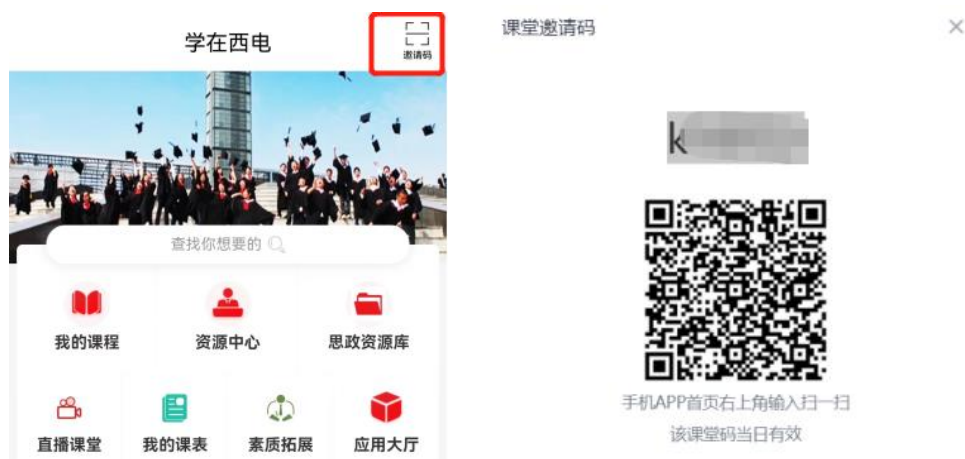 学在西电
邀请码
查找你想要的
我的课程
资源中心
思政资源库
直播课堂
我的课表
素质拓展
应用大厅
课堂邀请码
k
手机APP首页右上角输入扫一扫
该课堂码当日有效